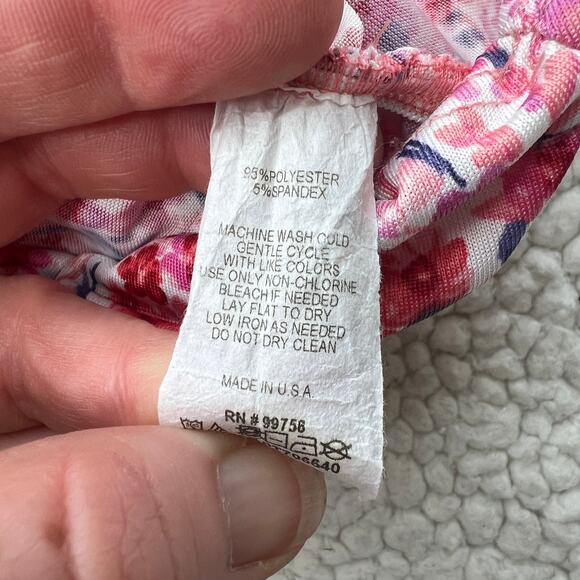 95%POLYESTER
5%SPANDEX
MACHINE WASH COLD
GENTLE CYCLE
WITH LIKE COLORS
USE ONLY NON-CHLORINE
BLEACH IF NEEDED
LAY FLAT TO DRY
LOW IRON AS NEEDED
DO NOT DRY CLEAN
MADE IN U.S.A
RN # 99758